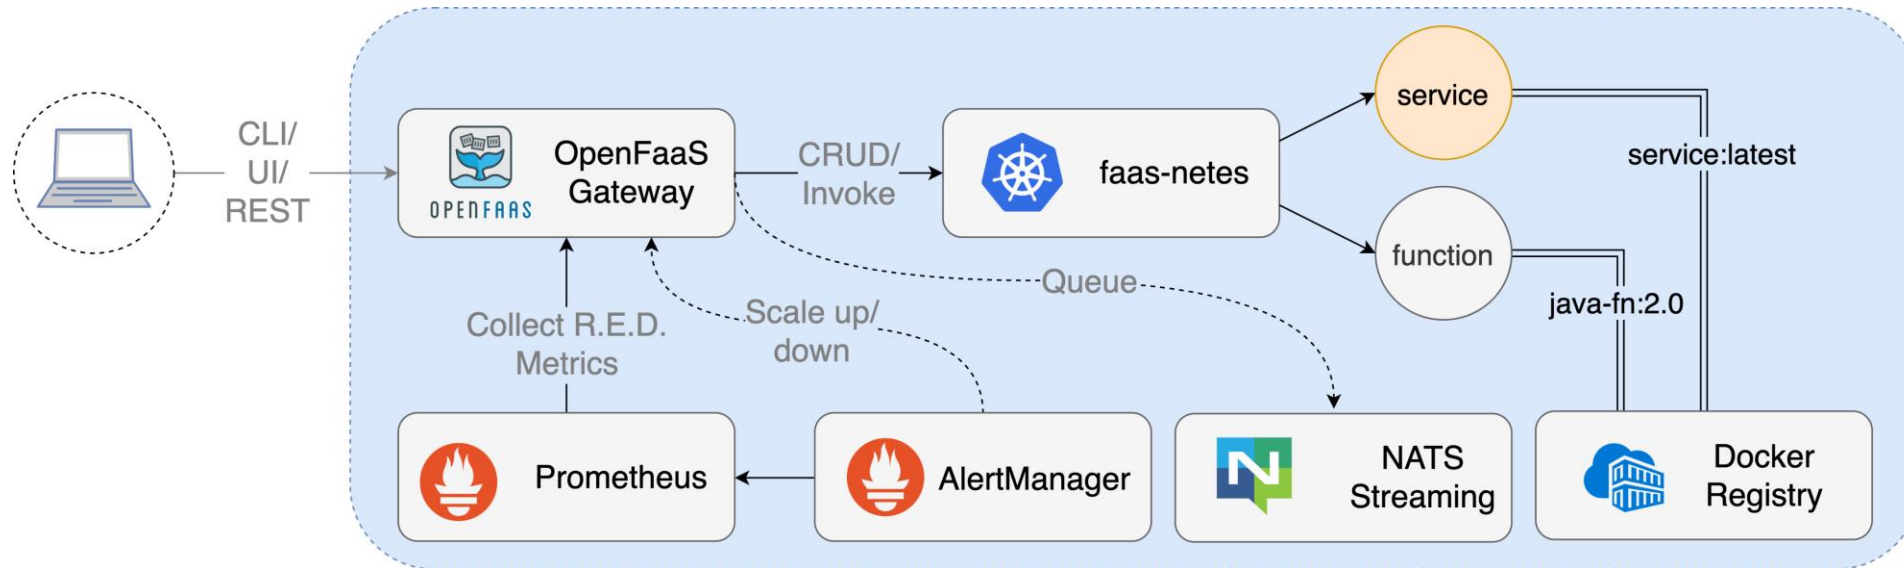 CLI/
UI/
REST
OPENFAAS
OpenFaaS
Gateway
CRUD/
Invoke
faas-netes
service
function
service:latest
java-fn:2.0
Queue
Collect R.E.D.
Metrics
Scale up/
down
Prometheus
AlertManager
N
NATS
Streaming
Docker
Registry